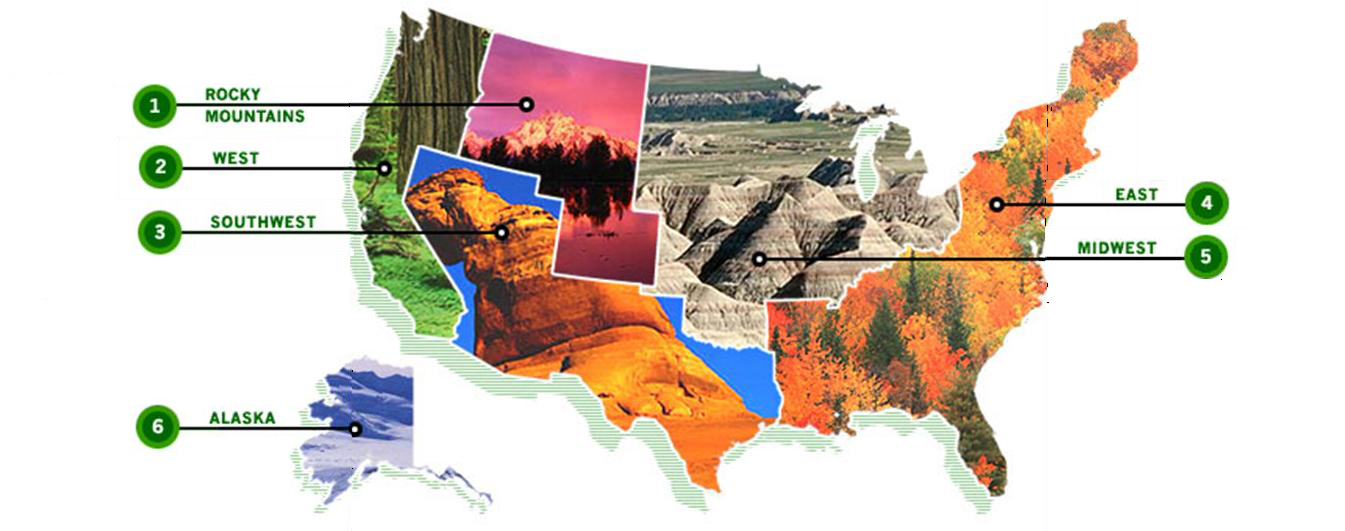 1 ROCKY
MOUNTAINS
2 WEST
3 SOUTHWEST
EAST 4
MIDWEST 5
6 ALASKA